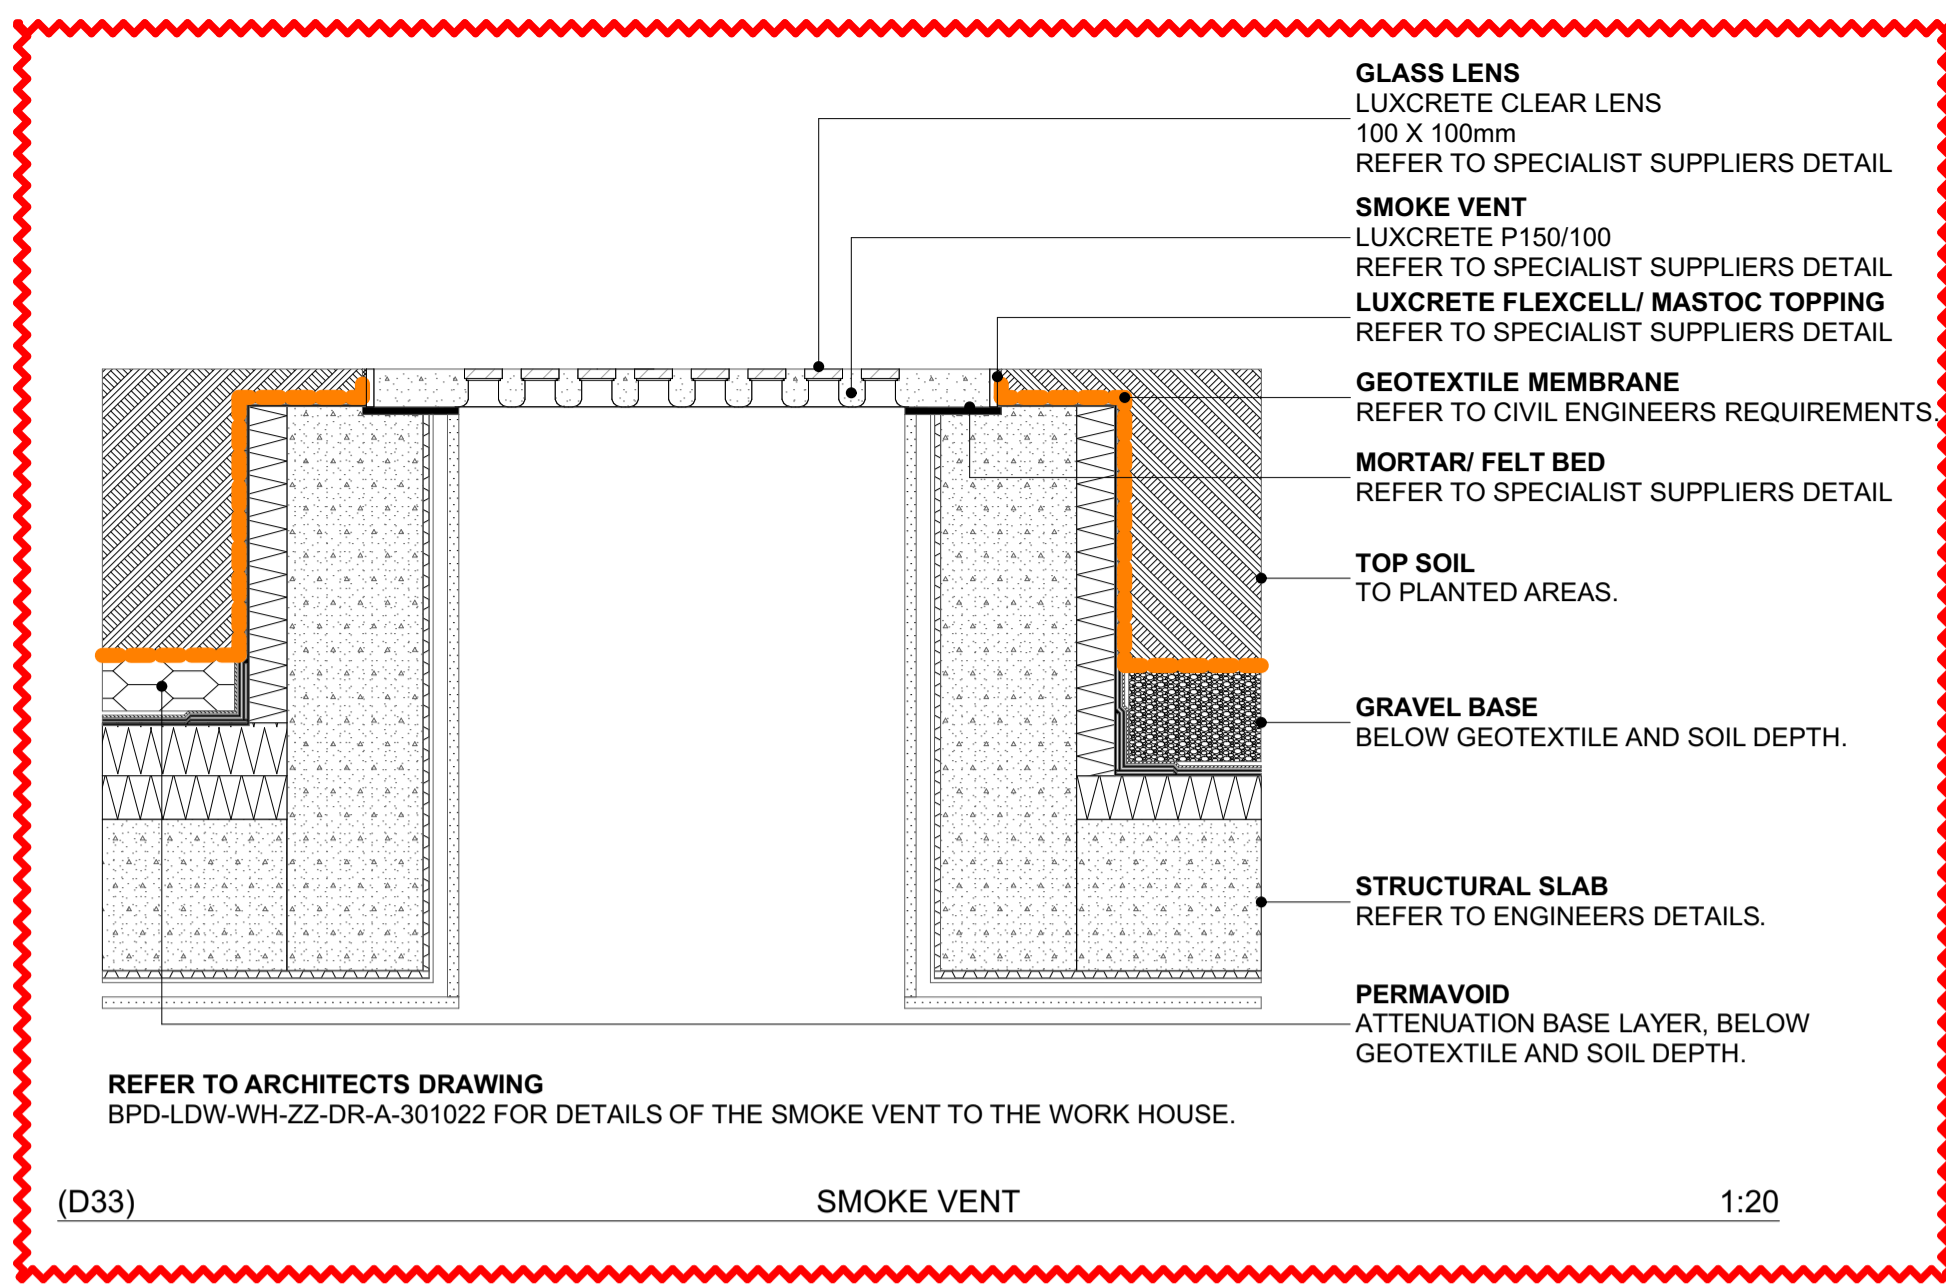 GLASS LENS
LUXCRETE CLEAR LENS
100 X 100mm
REFER TO SPECIALIST SUPPLIERS DETAIL
SMOKE VENT
LUXCRETE P150/100
REFER TO SPECIALIST SUPPLIERS DETAIL
LUXCRETE FLEXCELL/ MASTOC TOPPING
REFER TO SPECIALIST SUPPLIERS DETAIL
GEOTEXTILE MEMBRANE
REFER TO CIVIL ENGINEERS REQUIREMENTS.
MORTAR/ FELT BED
REFER TO SPECIALIST SUPPLIERS DETAIL
TOP SOIL
TO PLANTED AREAS.
GRAVEL BASE
BELOW GEOTEXTILE AND SOIL DEPTH.
STRUCTURAL SLAB
REFER TO ENGINEERS DETAILS.
PERMAVOID
ATTENUATION BASE LAYER, BELOW
GEOTEXTILE AND SOIL DEPTH.
REFER TO ARCHITECTS DRAWING
BPD-LDW-WH-ZZ-DR-A-301022 FOR DETAILS OF THE SMOKE VENT TO THE WORK HOUSE.
(D33) SMOKE VENT 1:20